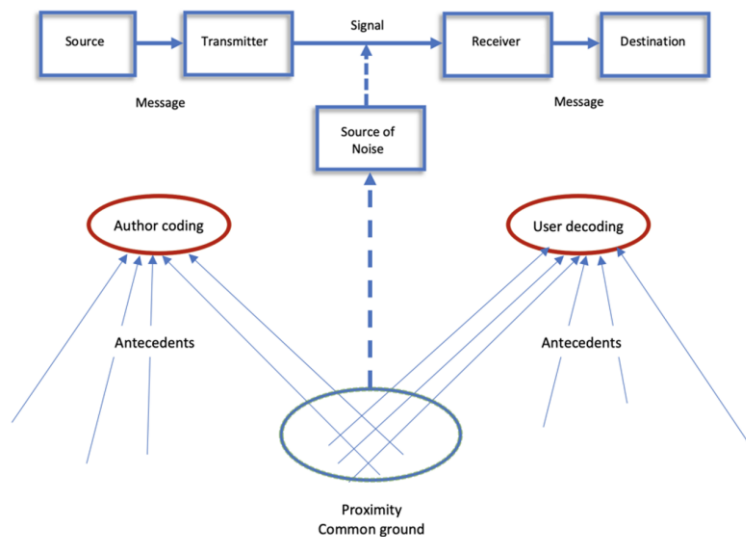 Signal
Source
Transmitter
Receiver
Destination
Message
Message
Source of
Noise
Author coding
User decoding
Antecedents
Antecedents
Proximity
Common ground